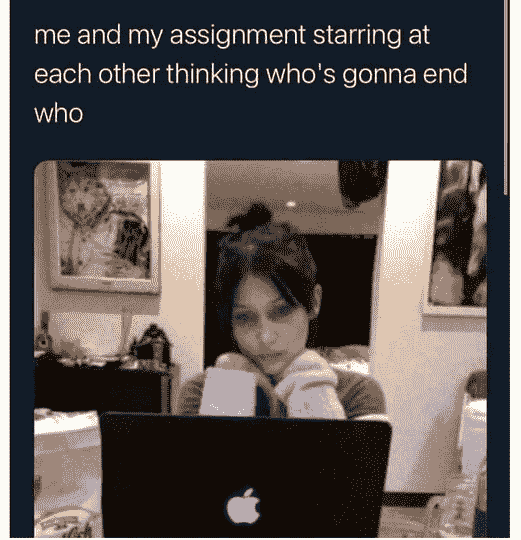 me and my assignment starring at
each other thinking who's gonna end
who